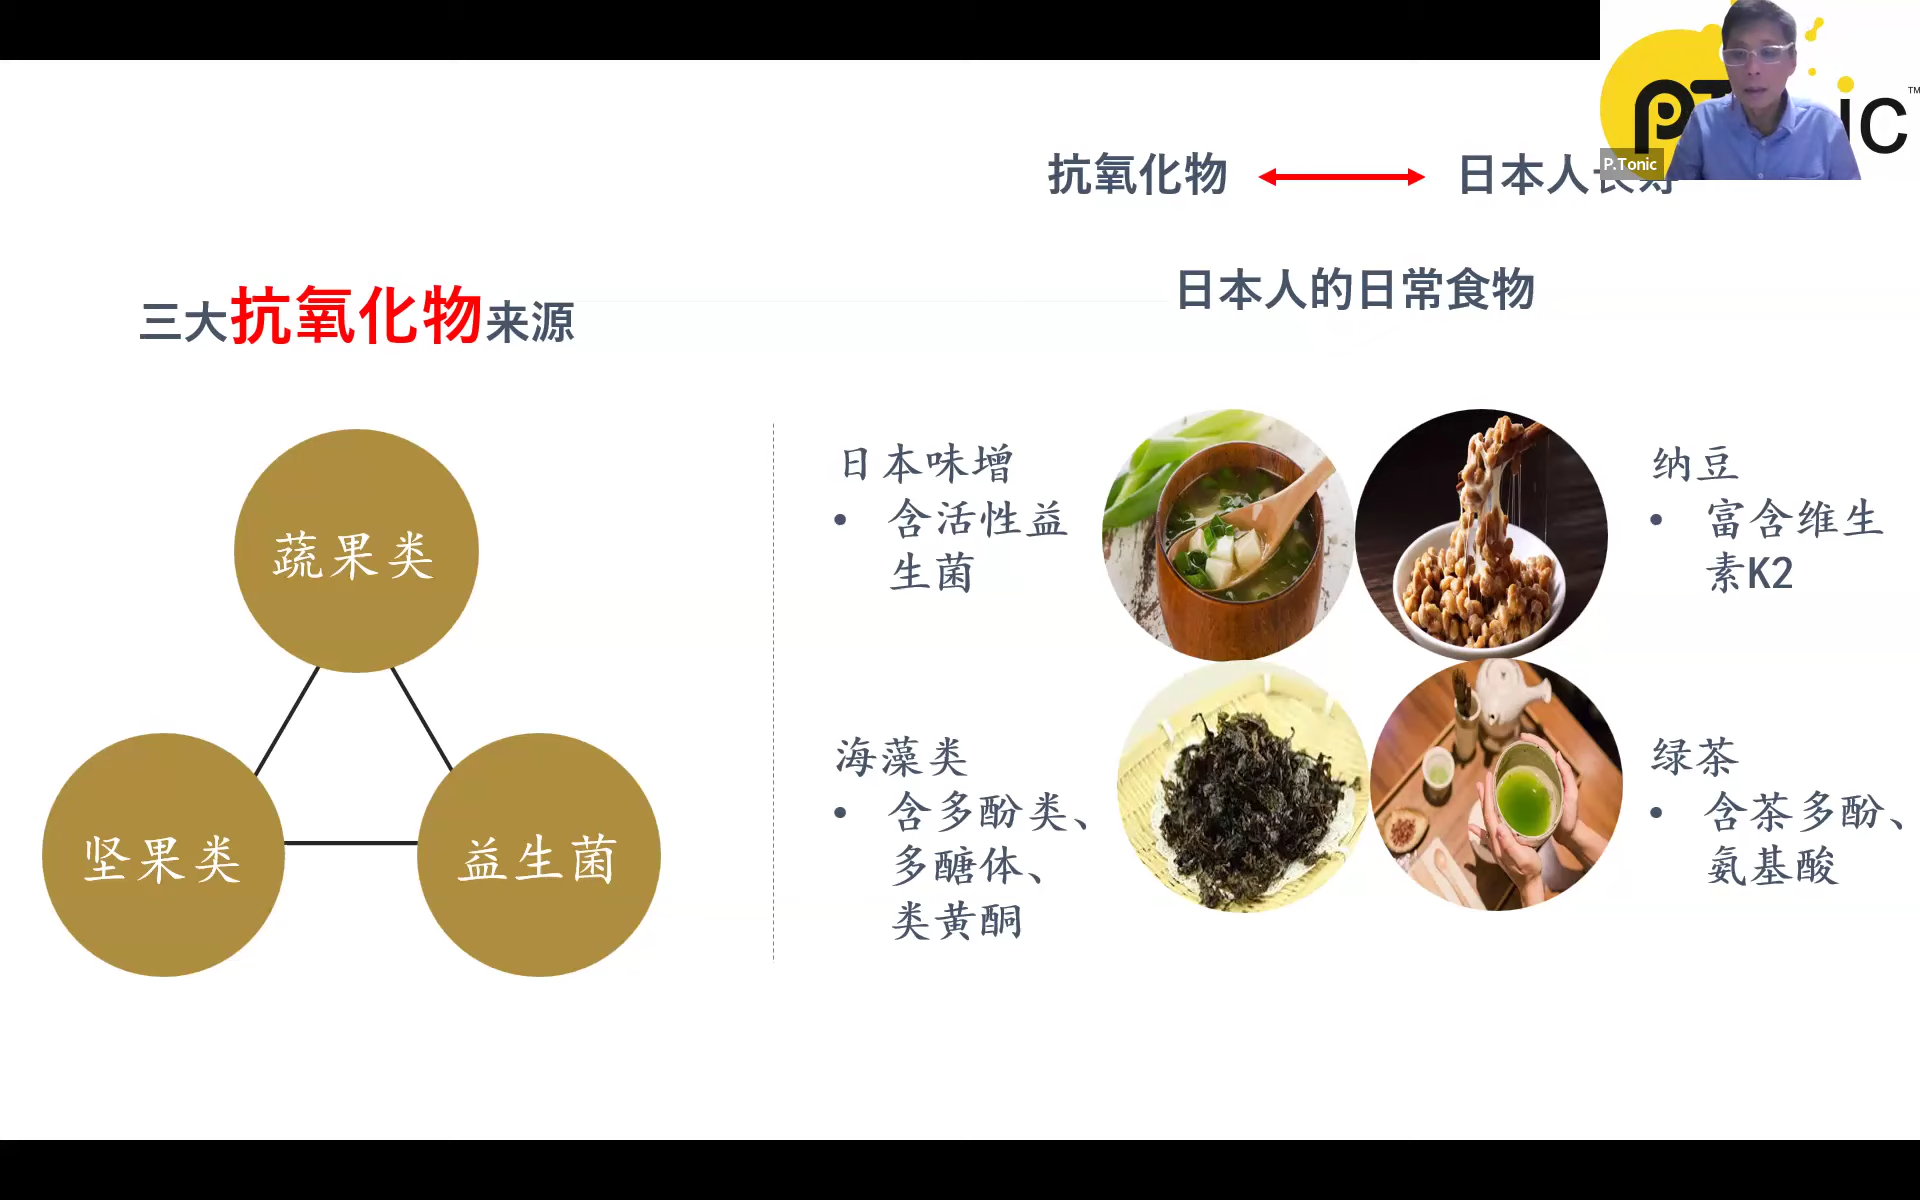 抗氧化物
日本人长寿
P.Tonic
TM
日本人的日常食物
三大抗氧化物来源
蔬果类
坚果类
益生菌
日本味增
• 含活性益
生菌
纳豆
• 富含维生
素K2
海藻类
• 含多酚类、
多醣体、
类黄酮
绿茶
• 含茶多酚、
氨基酸